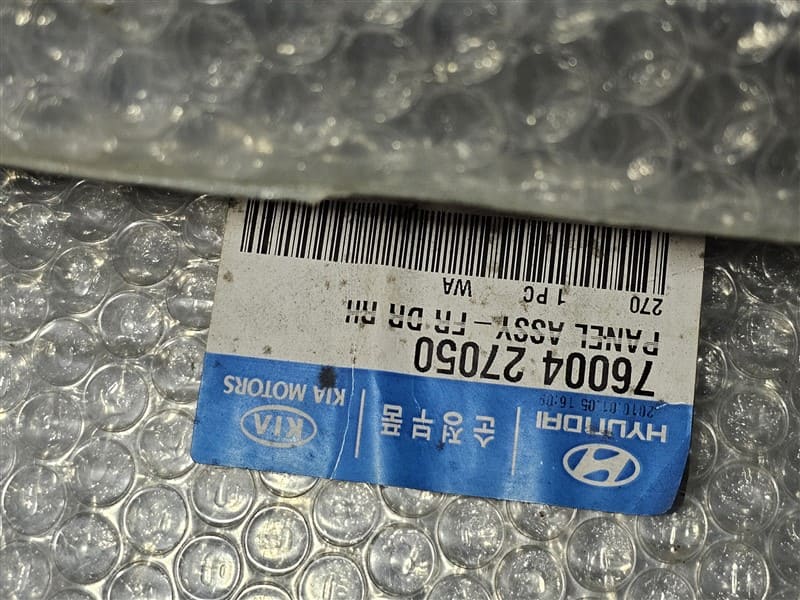 HYUNDAI
2010.01.05 16:09
순정부품
KIA
KIA MOTORS
76004 27050
PANEL ASSY-FR DR RH
270 1 PC WA